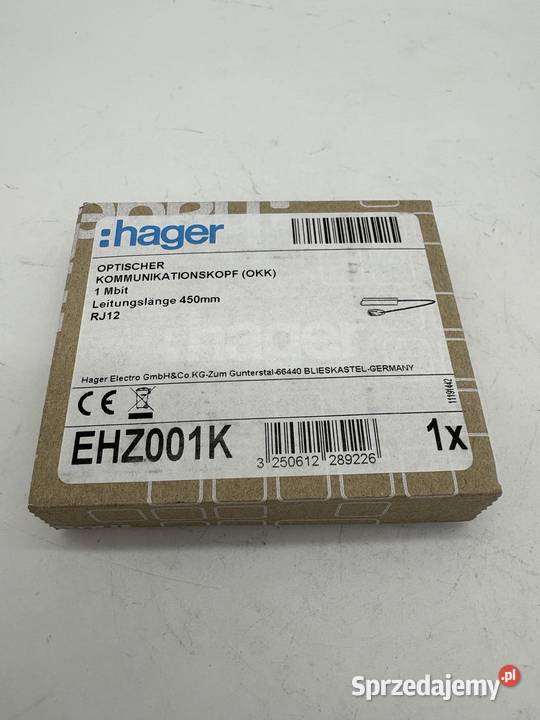 :hager
OPTISCHER
KOMMUNIKATIONSKOPF (OKK)
1 Mbit
Leitungslänge 450mm
RJ12
:hager
Hager Electro GmbH&Co.KG-Zum Gunterstal-66440 BLIESKASTEL-GERMANY
CE
EHZ001K
3 250612 289226
1x
Sprzedajemy.pl